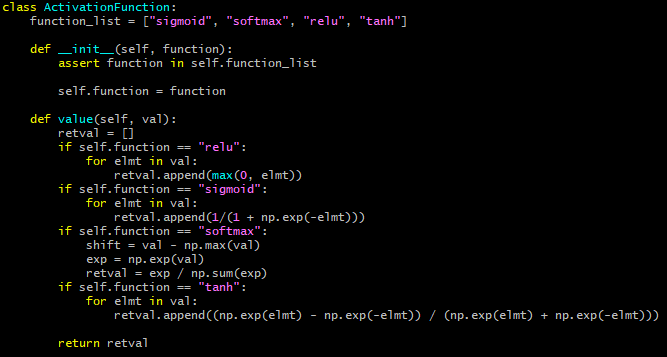 class ActivationFunction:
    function_list = ["sigmoid", "softmax", "relu", "tanh"]

    def __init__(self, function):
        assert function in self.function_list

        self.function = function

    def value(self, val):
        retval = []
        if self.function == "relu":
            for elmt in val:
                retval.append(max(0, elmt))
        if self.function == "sigmoid":
            for elmt in val:
                retval.append(1/(1 + np.exp(-elmt)))
        if self.function == "softmax":
            shift = val - np.max(val)
            exp = np.exp(val)
            retval = exp / np.sum(exp)
        if self.function == "tanh":
            for elmt in val:
                retval.append((np.exp(elmt) - np.exp(-elmt)) / (np.exp(elmt) + np.exp(-elmt)))

        return retval